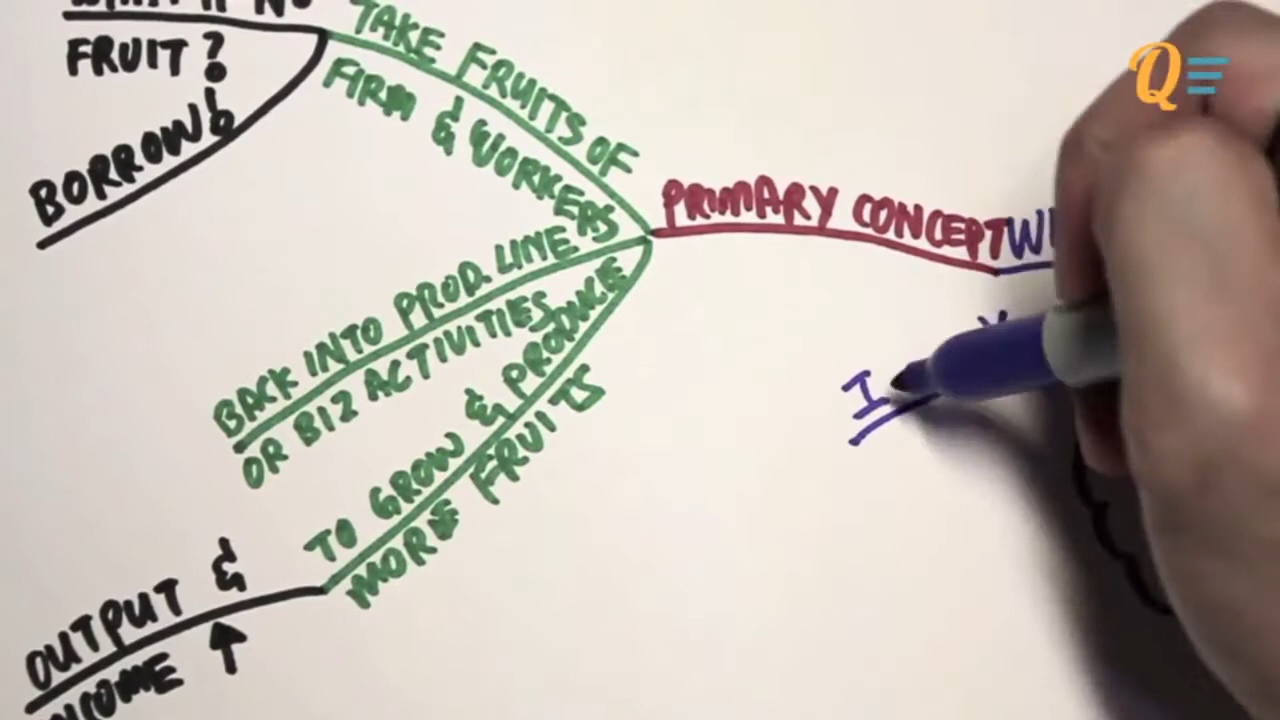 FRUIT?
BORROW!
TAKE FRUITS OF
FIRM & WORKERS
PRIMARY CONCEPT
BACK INTO PROD. LINE
OR BIZ ACTIVITIES
TO GROW & PRODUCE
MORE FRUITS
OUTPUT &
I
Q